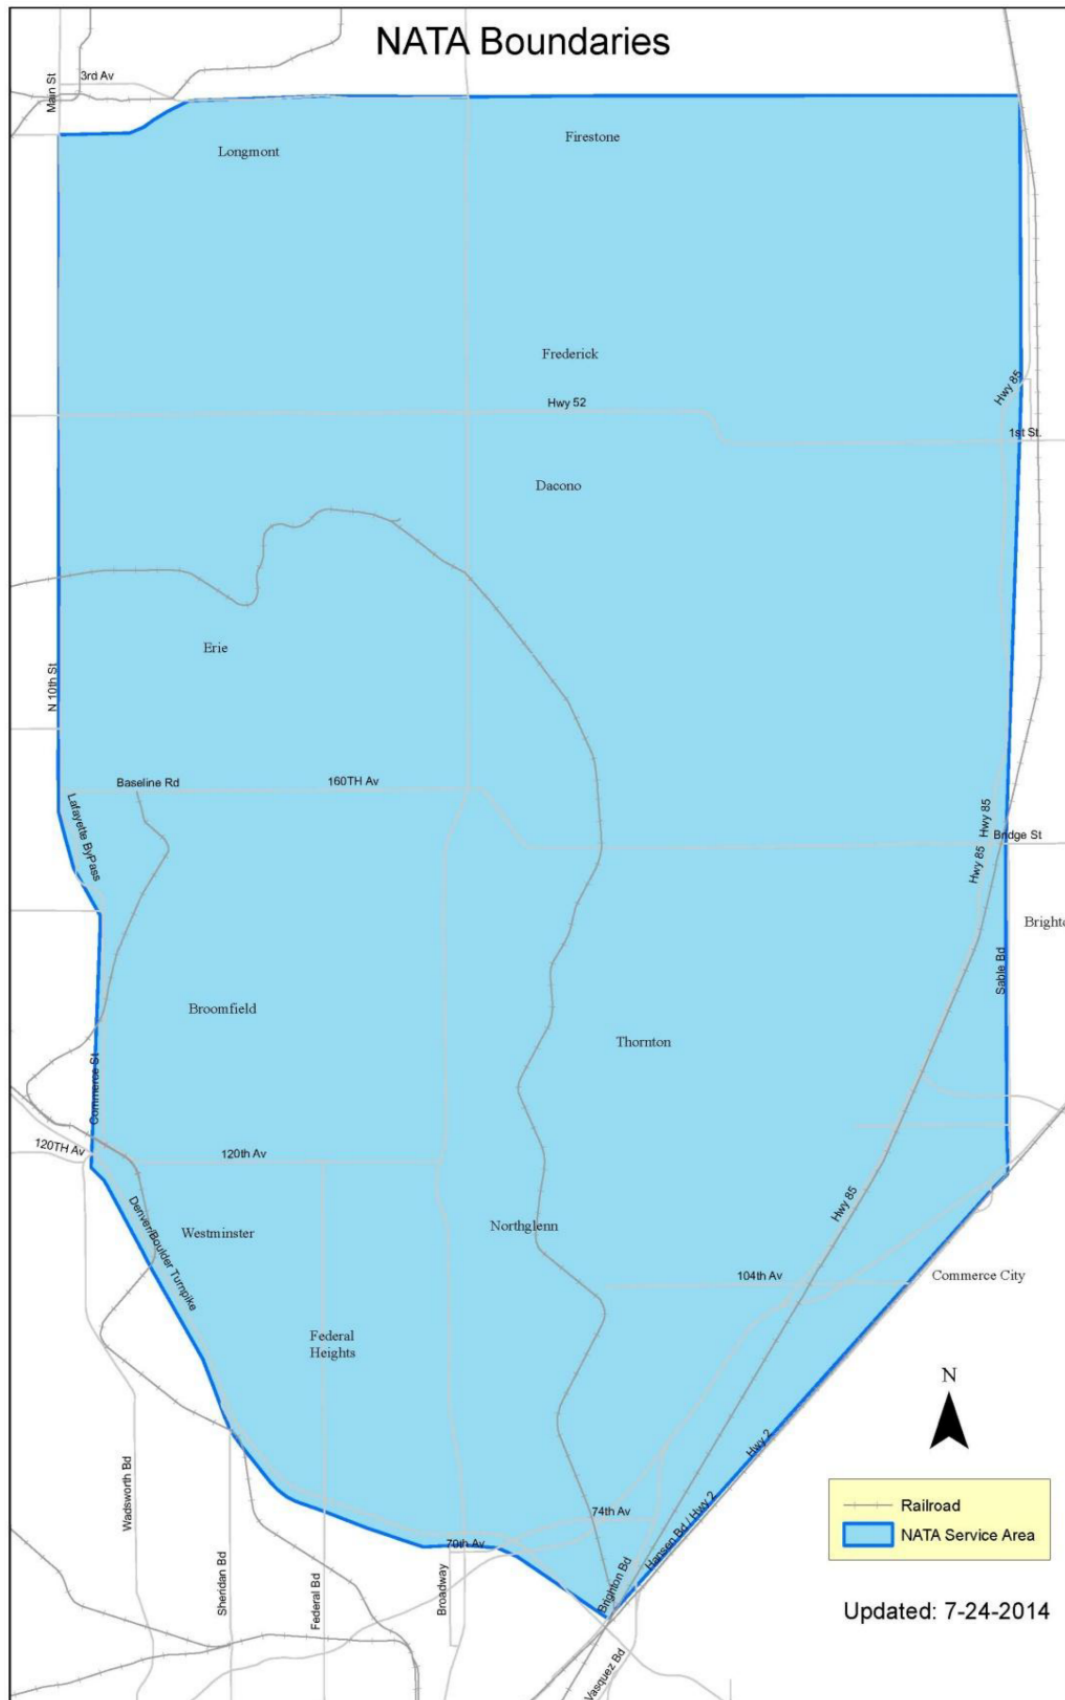 NATA Boundaries
Main St
3rd Av
Longmont
Firestone
Frederick
Hwy 85
Hwy 52
1st St.
Dacono
Erie
N 10th St
Baseline Rd
160TH Av
Lafayette ByPass
Hwy 85
Bridge St
Hwy 85
Sable Bd
Broomfield
Thornton
Commerce St
120TH Av
120th Av
Denver/Boulder Turnpike
Westminster
Northglenn
Hwy 85
104th Av
Commerce City
Federal
Heights
N
Hwy 2
Wadsworth Bd
Hansen Bd / Hwy 2
74th Av
70th Av
Railroad
NATA Service Area
Sheridan Bd
Federal Bd
Broadway
Brighton Bd
Updated: 7-24-2014
Vasquez Bd